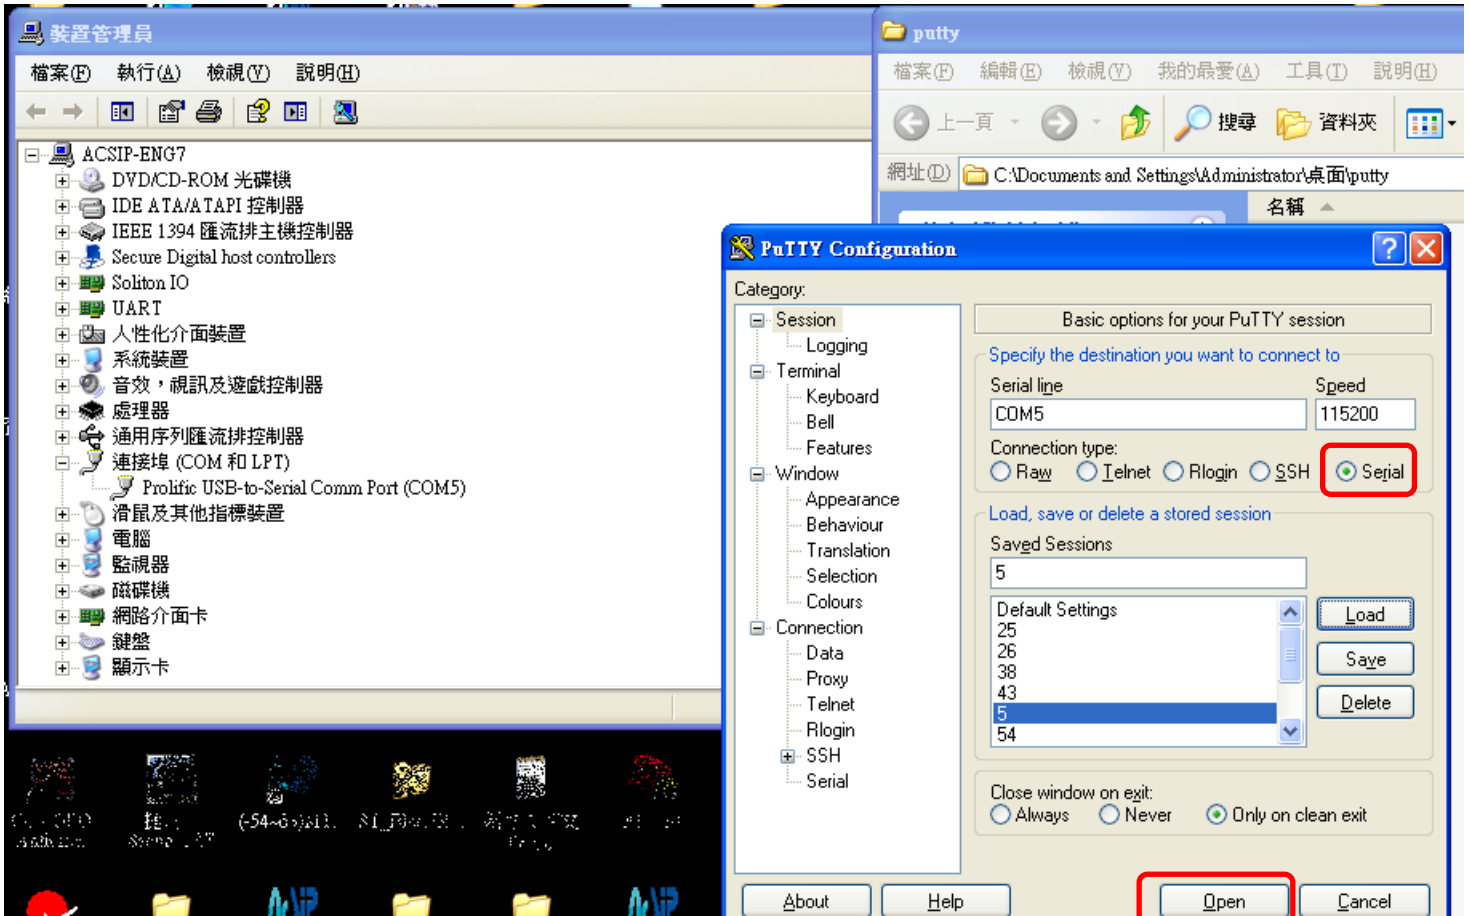 裝置管理員
檔案(F) 執行(A) 檢視(V) 說明(H)
ACSIP-ENG7
DVD/CD-ROM 光碟機
IDE ATA/ATAPI 控制器
IEEE 1394 匯流排主機控制器
Secure Digital host controllers
Soliton IO
UART
人性化介面裝置
系統裝置
音效，視訊及遊戲控制器
處理器
通用序列匯流排控制器
連接埠 (COM 和 LPT)
Prolific USB-to-Serial Comm Port (COM5)
滑鼠及其他指標裝置
電腦
監視器
磁碟機
網路介面卡
鍵盤
顯示卡
putty
檔案(F) 編輯(E) 檢視(V) 我的最愛(A) 工具(T) 說明(H)
上一頁 搜尋 資料夾
網址(D) C:\Documents and Settings\Administrator\桌面\putty
名稱
PuTTY Configuration
Category:
Session
Logging
Terminal
Keyboard
Bell
Features
Window
Appearance
Behaviour
Translation
Selection
Colours
Connection
Data
Proxy
Telnet
Rlogin
SSH
Serial
Basic options for your PuTTY session
Specify the destination you want to connect to
Serial line Speed
COM5 115200
Connection type:
Raw Telnet Rlogin SSH Serial
Load, save or delete a stored session
Saved Sessions
5
Default Settings
25
26
38
43
5
54
Load
Save
Delete
Close window on exit:
Always Never Only on clean exit
About Help Open Cancel